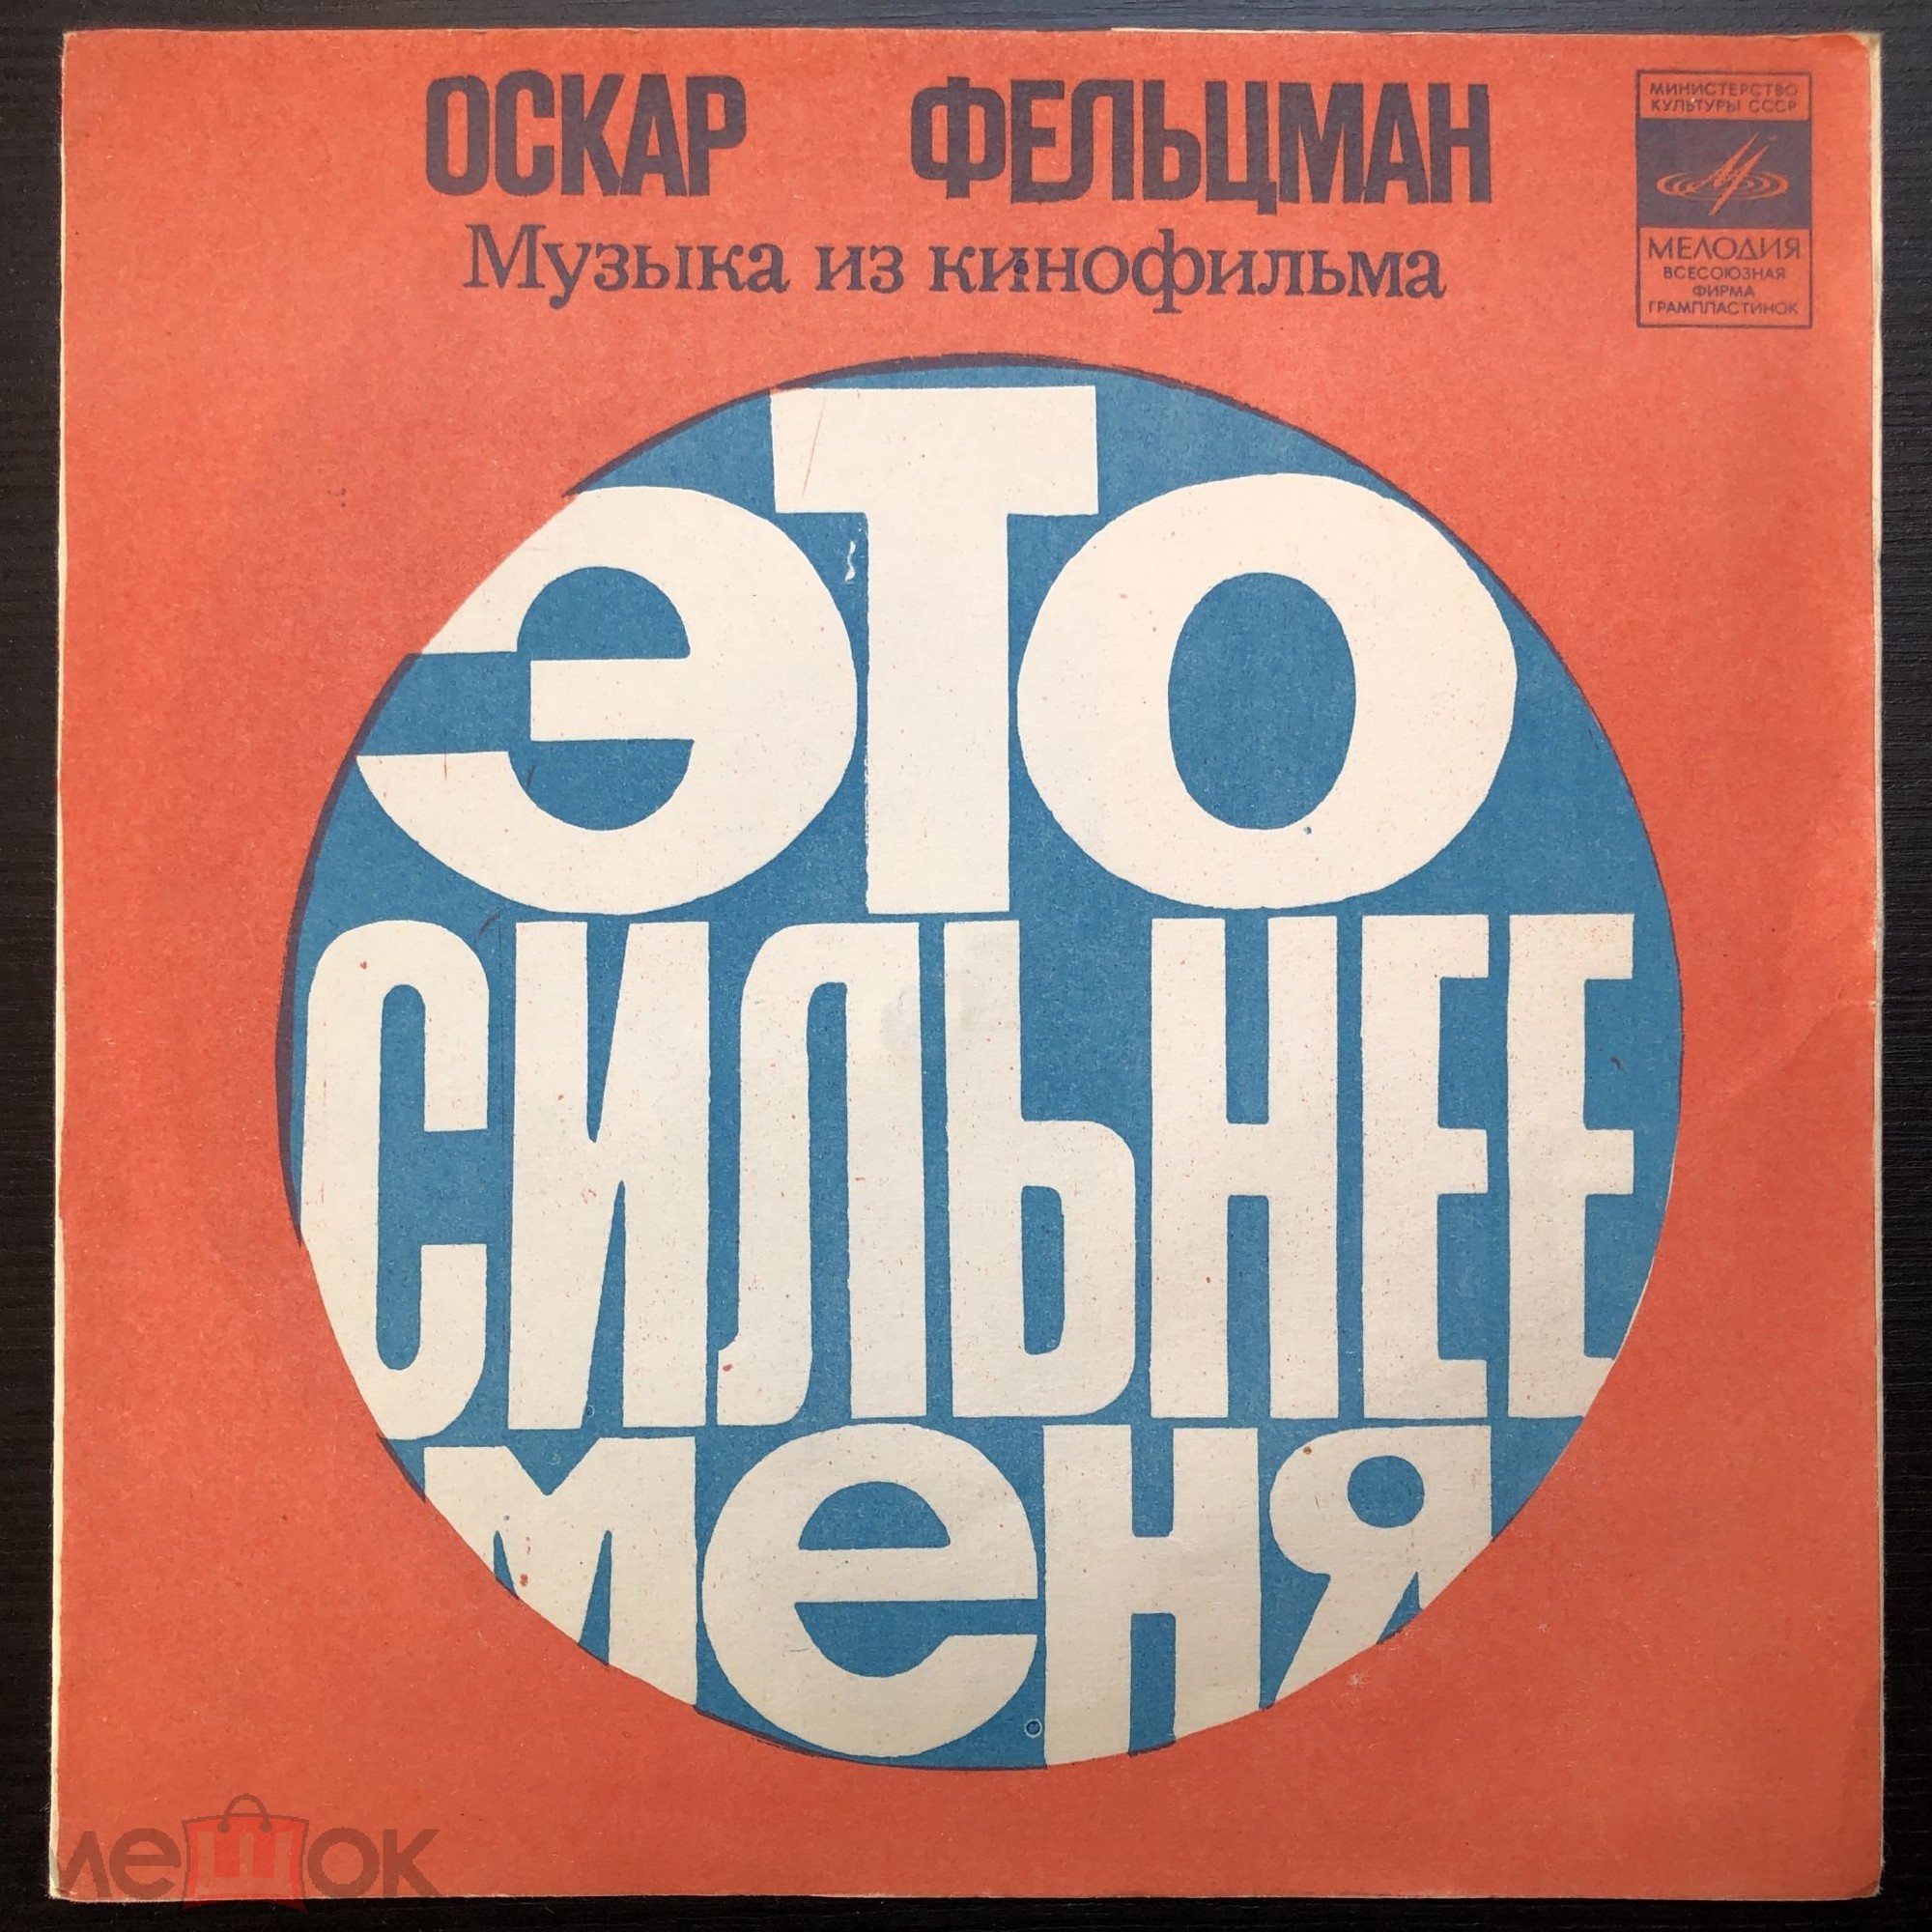 ОСКАР ФЕЛЬЦМАН
Музыка из кинофильма
МИНИСТЕРСТВО
КУЛЬТУРЫ СССР
МЕЛОДИЯ
ВСЕСОЮЗНАЯ
ФИРМА
ГРАМПЛАСТИНОК
ЭТО
СИЛЬНЕЕ
меня
мешок